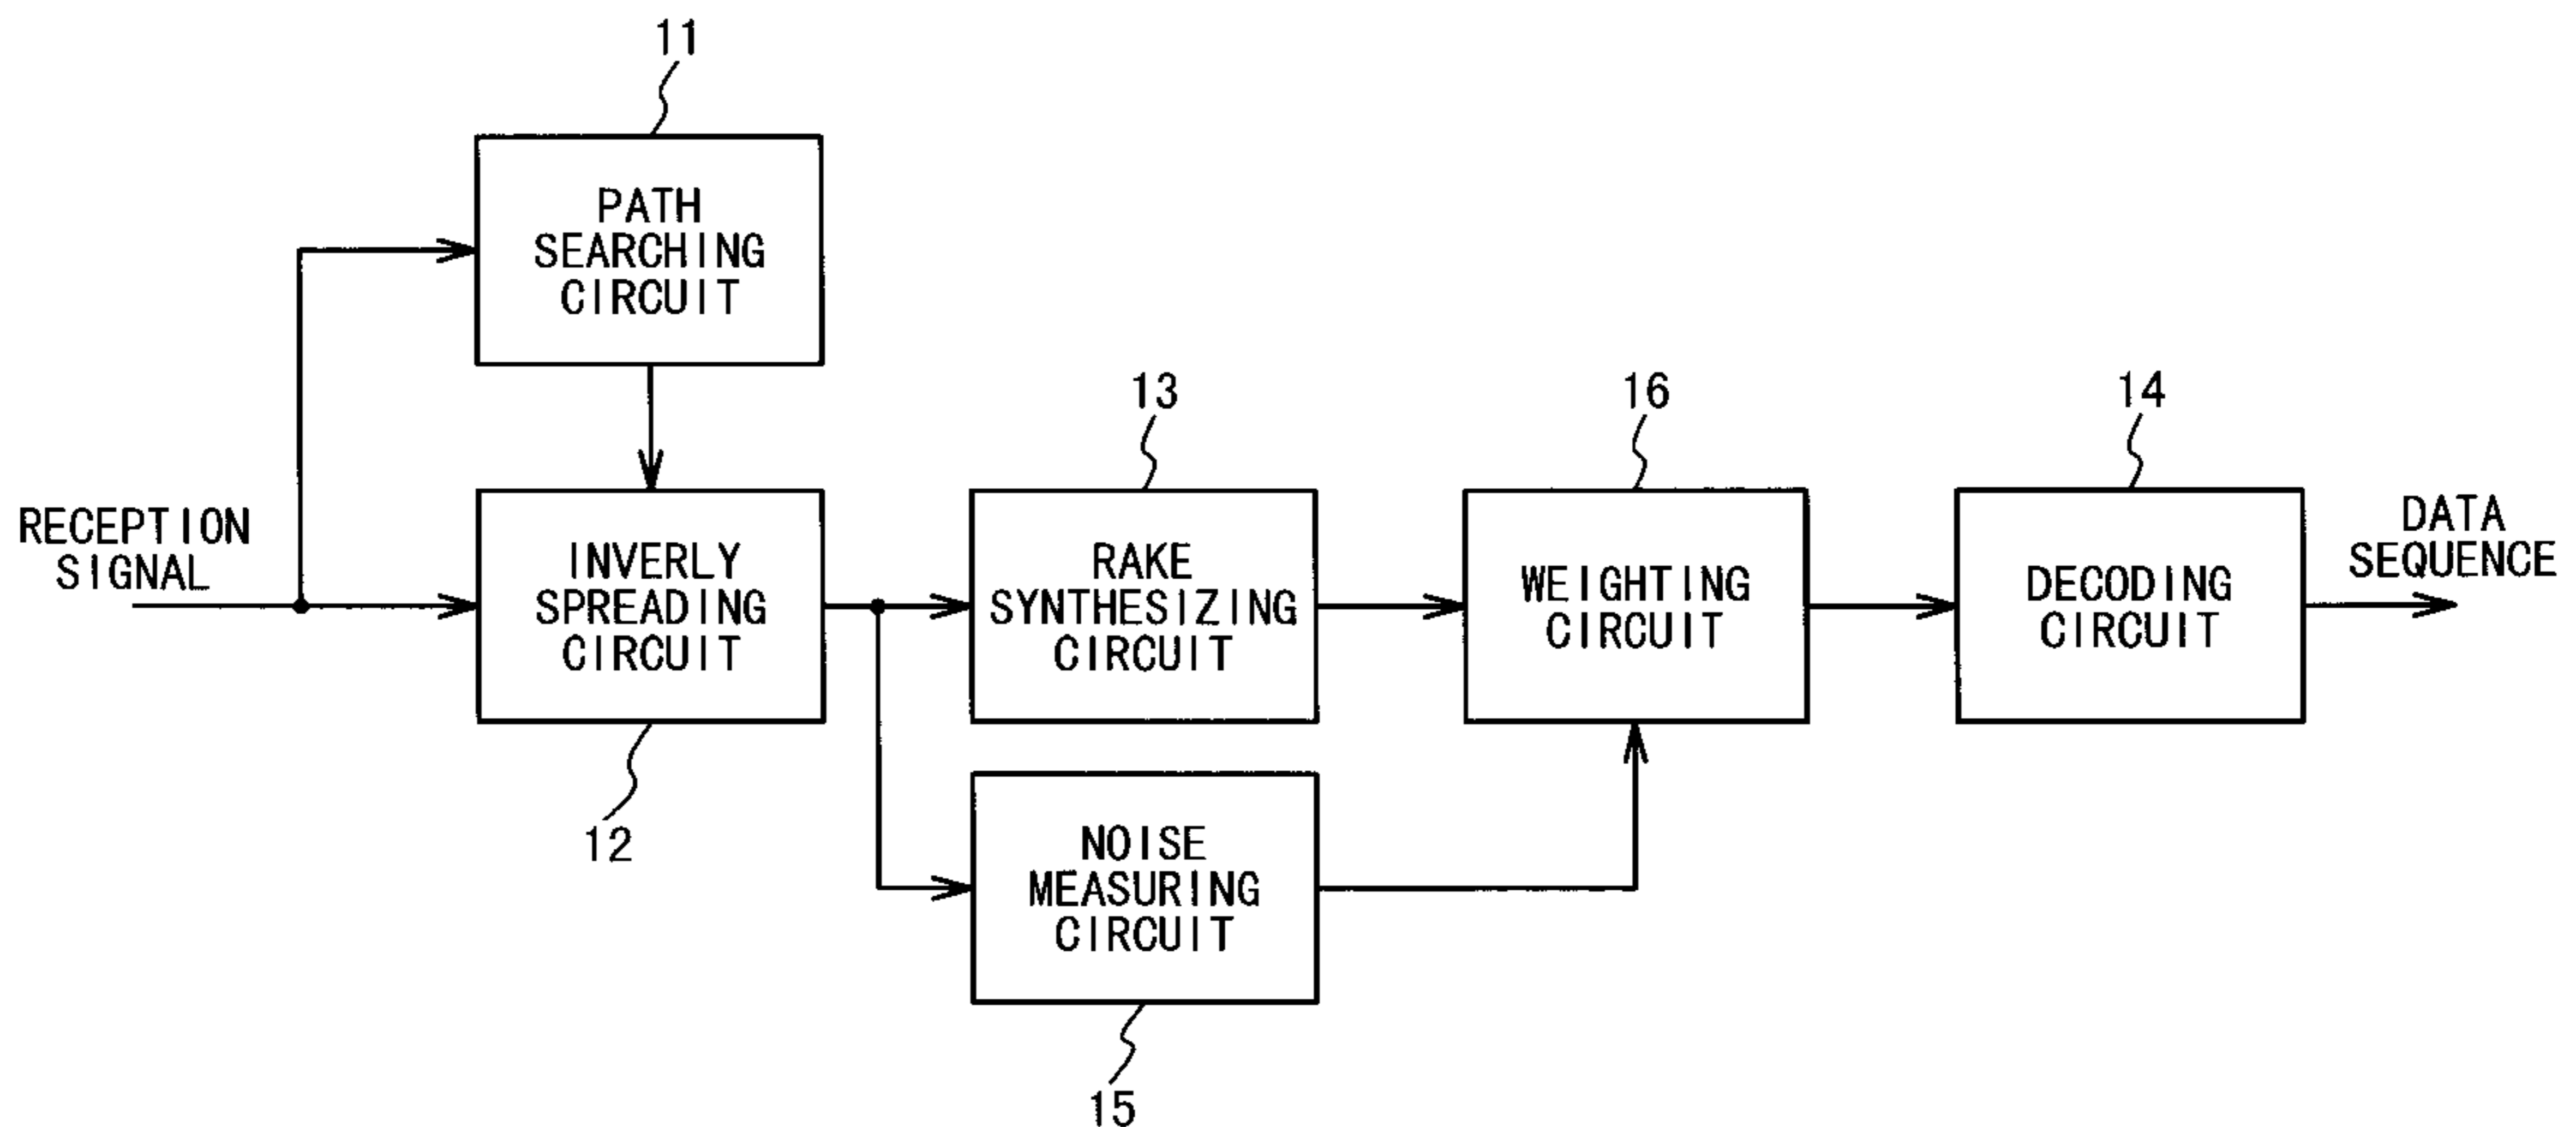 11
PATH
SEARCHING
CIRCUIT
RECEPTION
SIGNAL
INVERLY
SPREADING
CIRCUIT
12
13
RAKE
SYNTHESIZING
CIRCUIT
NOISE
MEASURING
CIRCUIT
15
16
WEIGHTING
CIRCUIT
14
DECODING
CIRCUIT
DATA
SEQUENCE